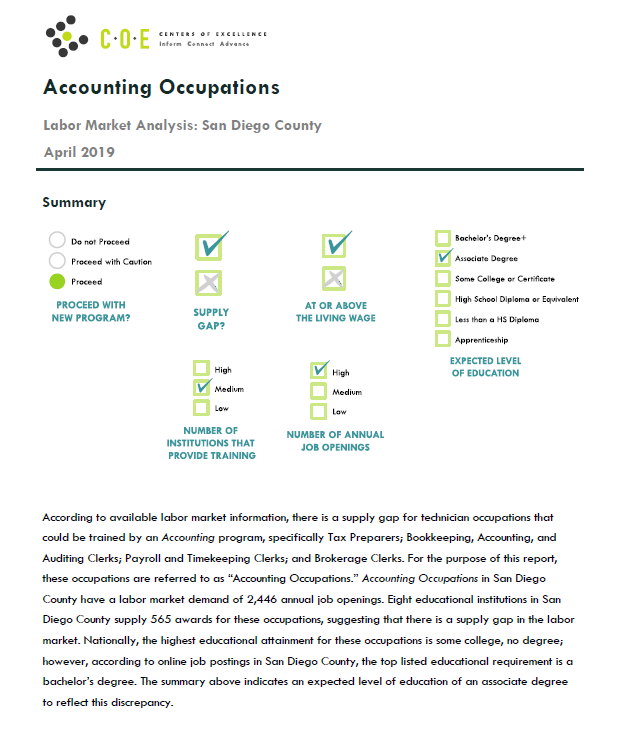 C·O·E
CENTERS OF EXCELLENCE
Inform Connect Advance
Accounting Occupations
Labor Market Analysis: San Diego County
April 2019
Summary
Do not Proceed
Proceed with Caution
Proceed
PROCEED WITH
NEW PROGRAM?
SUPPLY
GAP?
AT OR ABOVE
THE LIVING WAGE
Bachelor's Degree+
Associate Degree
Some College or Certificate
High School Diploma or Equivalent
Less than a HS Diploma
Apprenticeship
EXPECTED LEVEL
OF EDUCATION
High
Medium
Low
NUMBER OF
INSTITUTIONS THAT
PROVIDE TRAINING
High
Medium
Low
NUMBER OF ANNUAL
JOB OPENINGS
According to available labor market information, there is a supply gap for technician occupations that
could be trained by an Accounting program, specifically Tax Preparers; Bookkeeping, Accounting, and
Auditing Clerks; Payroll and Timekeeping Clerks; and Brokerage Clerks. For the purpose of this report,
these occupations are referred to as “Accounting Occupations.” Accounting Occupations in San Diego
County have a labor market demand of 2,446 annual job openings. Eight educational institutions in San
Diego County supply 565 awards for these occupations, suggesting that there is a supply gap in the labor
market. Nationally, the highest educational attainment for these occupations is some college, no degree;
however, according to online job postings in San Diego County, the top listed educational requirement is a
bachelor’s degree. The summary above indicates an expected level of education of an associate degree
to reflect this discrepancy.